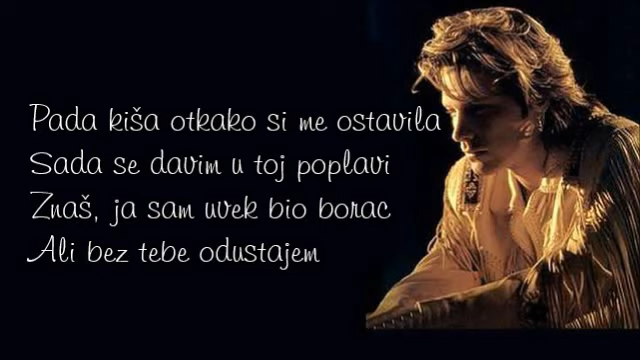 Pada kiša otkako si me ostavila
Sada se davim u toj poplavi
Znaš, ja sam uvek bio borac
Ali bez tebe odustajem